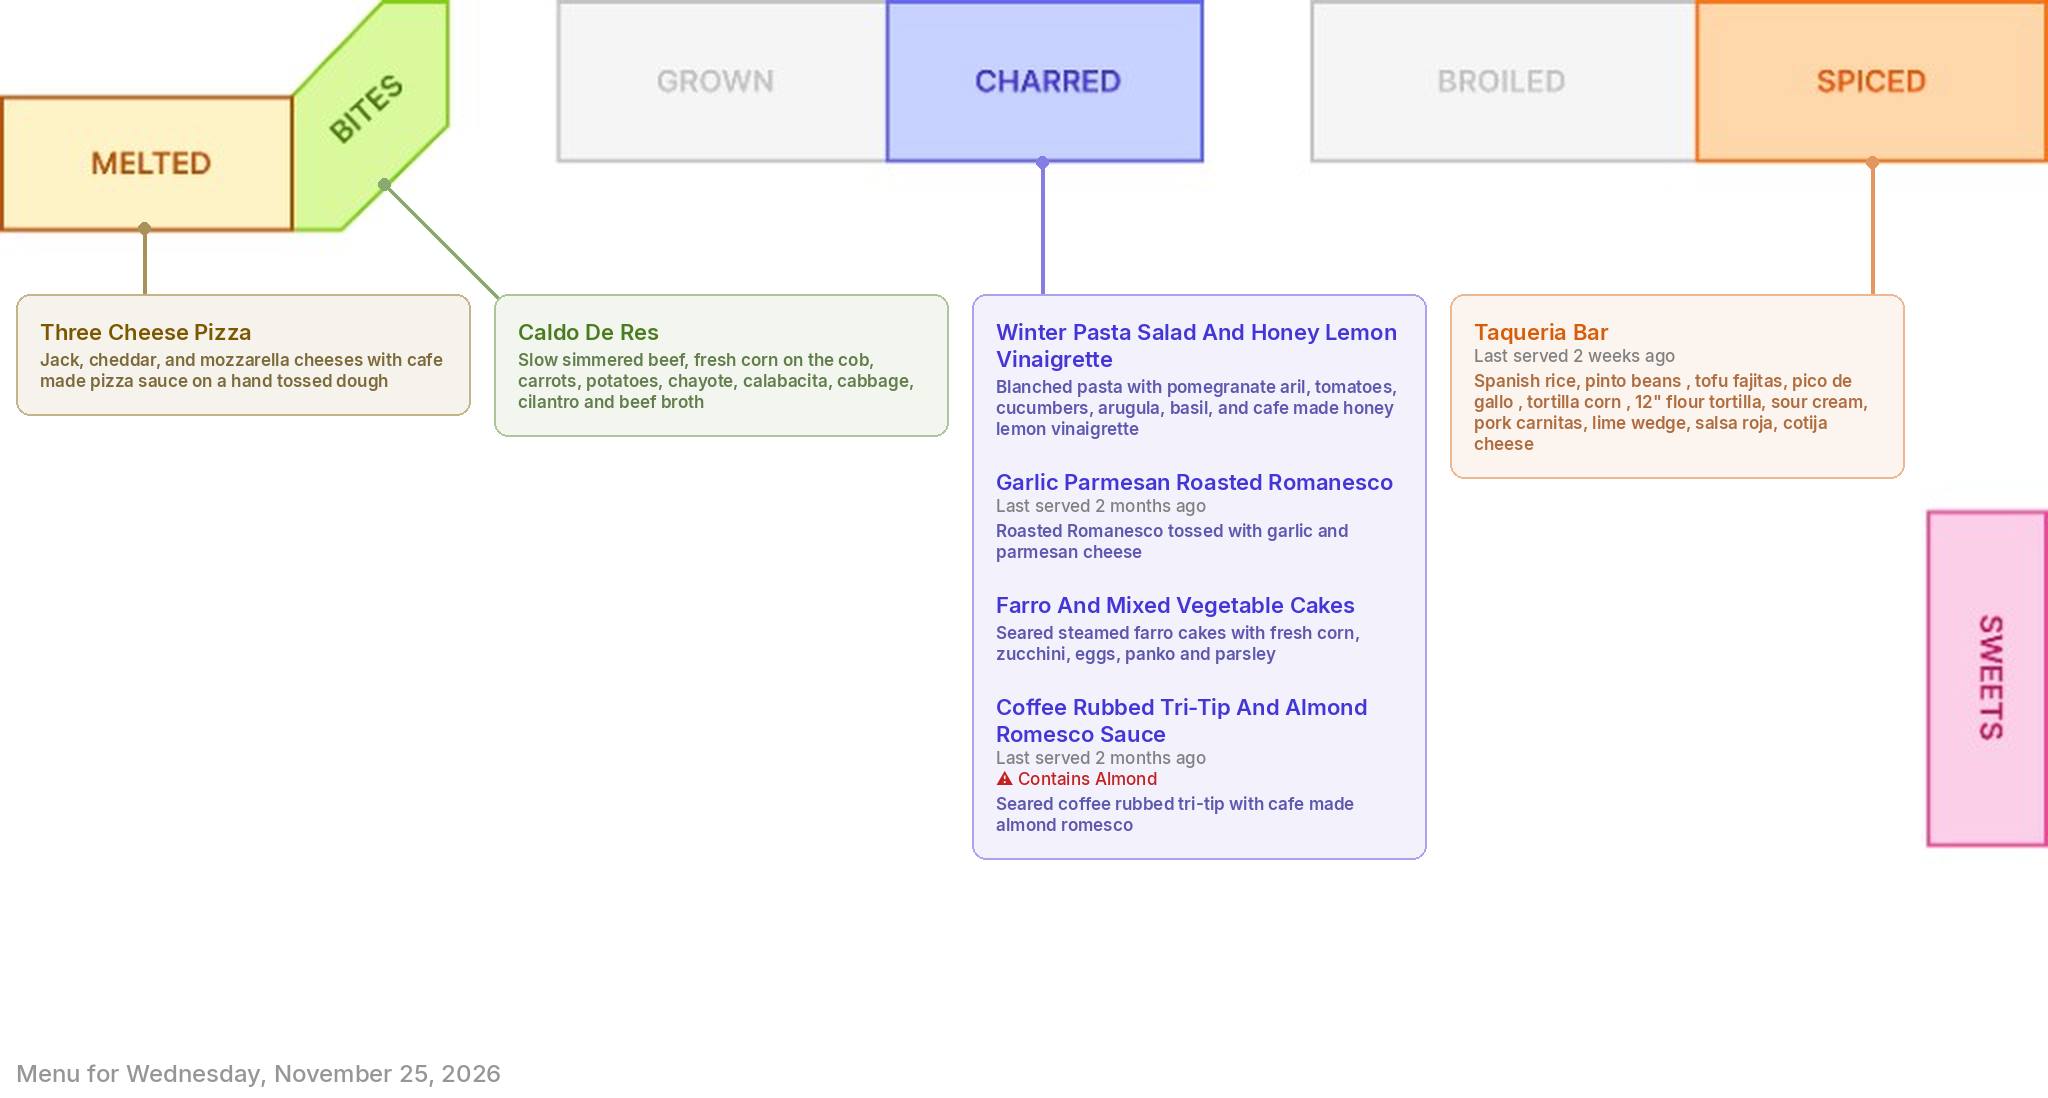 MELTED
BITES
GROWN
CHARRED
BROILED
SPICED
Three Cheese Pizza
Jack, cheddar, and mozzarella cheeses with cafe
made pizza sauce on a hand tossed dough
Caldo De Res
Slow simmered beef, fresh corn on the cob,
carrots, potatoes, chayote, calabacita, cabbage,
cilantro and beef broth
Winter Pasta Salad And Honey Lemon
Vinaigrette
Blanched pasta with pomegranate aril, tomatoes,
cucumbers, arugula, basil, and cafe made honey
lemon vinaigrette
Garlic Parmesan Roasted Romanesco
Last served 2 months ago
Roasted Romanesco tossed with garlic and
parmesan cheese
Farro And Mixed Vegetable Cakes
Seared steamed farro cakes with fresh corn,
zucchini, eggs, panko and parsley
Coffee Rubbed Tri-Tip And Almond
Romesco Sauce
Last served 2 months ago
⚠ Contains Almond
Seared coffee rubbed tri-tip with cafe made
almond romesco
Taqueria Bar
Last served 2 weeks ago
Spanish rice, pinto beans , tofu fajitas, pico de
gallo , tortilla corn , 12" flour tortilla, sour cream,
pork carnitas, lime wedge, salsa roja, cotija
cheese
SWEETS
Menu for Wednesday, November 25, 2026